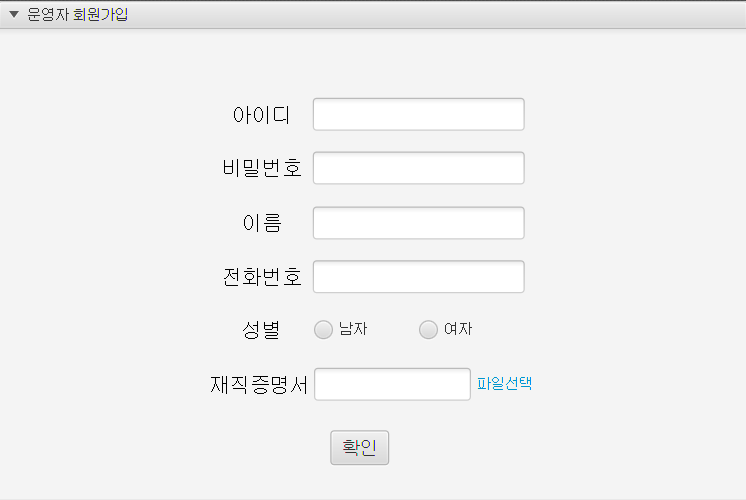 운영자 회원가입
아이디
비밀번호
이름
전화번호
성별 남자 여자
재직증명서 파일선택
확인